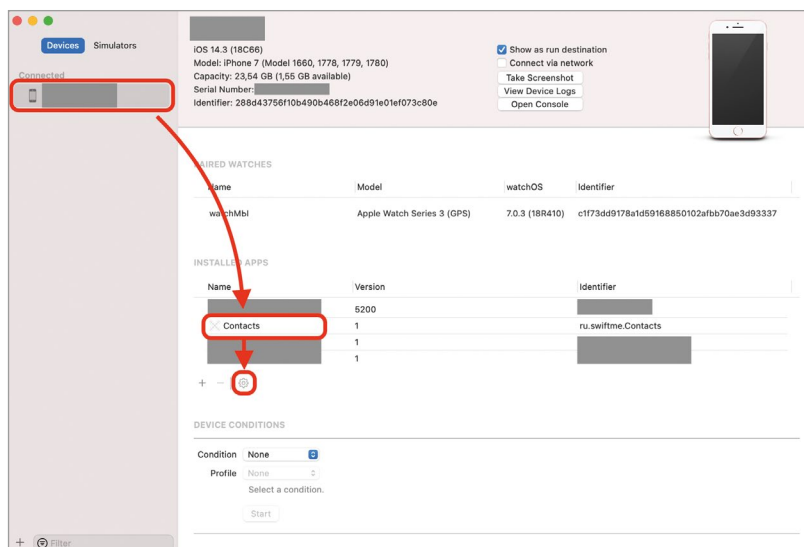 Devices Simulators
Connected
Filter
iOS 14.3 (18C66)
Model: iPhone 7 (Model 1660, 1778, 1779, 1780)
Capacity: 23,54 GB (1,55 GB available)
Serial Number:
Identifier: 288d43756f10b490b468f2e06d91e01ef073c80e
Show as run destination
Connect via network
Take Screenshot
View Device Logs
Open Console
PAIRED WATCHES
Name Model watchOS Identifier
watchMbl Apple Watch Series 3 (GPS) 7.0.3 (18R410) c1f73dd9178a1d59168850102afbb70ae3d93337
INSTALLED APPS
Name Version Identifier
5200
Contacts 1 ru.swiftme.Contacts
1
1
+ −
DEVICE CONDITIONS
Condition None
Profile None
Select a condition.
Start